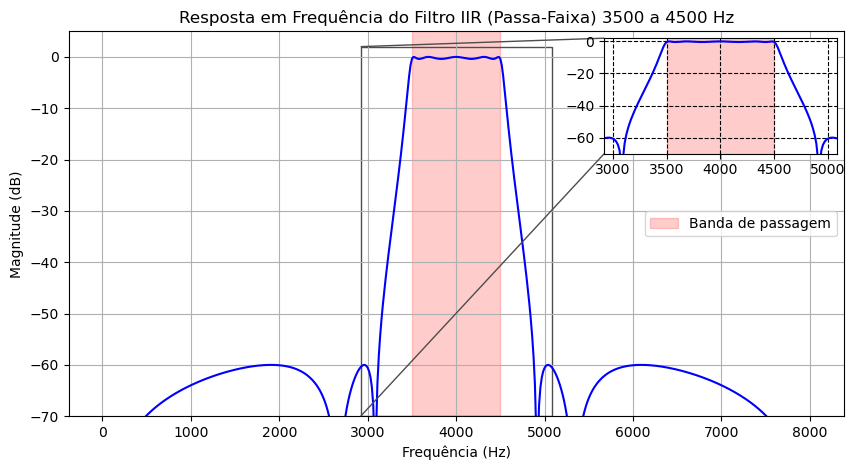 Resposta em Frequência do Filtro IIR (Passa-Faixa) 3500 a 4500 Hz
0
−20
−40
−60
3000 3500 4000 4500 5000
Banda de passagem
Magnitude (dB)
0
−10
−20
−30
−40
−50
−60
−70
0 1000 2000 3000 4000 5000 6000 7000 8000
Frequência (Hz)